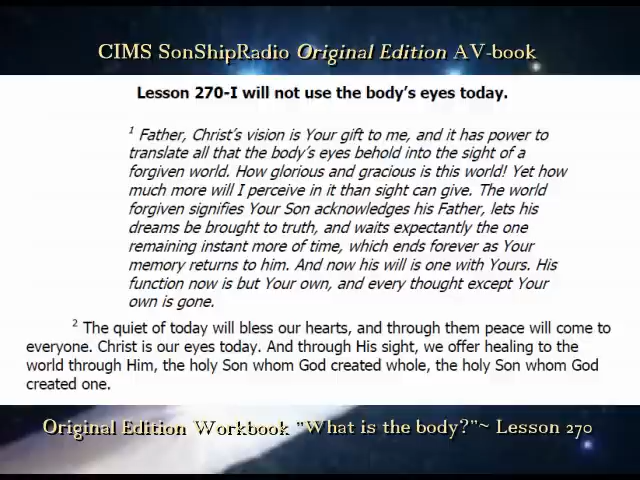 CIMS SonShipRadio Original Edition AV-book
Lesson 270-I will not use the body's eyes today.
1 Father, Christ's vision is Your gift to me, and it has power to
translate all that the body's eyes behold into the sight of a
forgiven world. How glorious and gracious is this world! Yet how
much more will I perceive in it than sight can give. The world
forgiven signifies Your Son acknowledges his Father, lets his
dreams be brought to truth, and waits expectantly the one
remaining instant more of time, which ends forever as Your
memory returns to him. And now his will is one with Yours. His
function now is but Your own, and every thought except Your
own is gone.
2 The quiet of today will bless our hearts, and through them peace will come to
everyone. Christ is our eyes today. And through His sight, we offer healing to the
world through Him, the holy Son whom God created whole, the holy Son whom God
created one.
Original Edition Workbook "What is the body?"~ Lesson 270